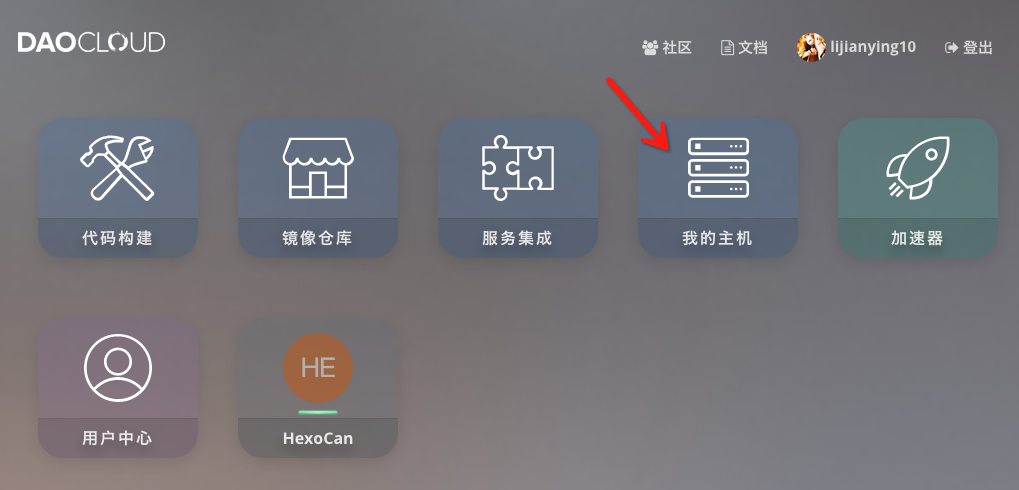 DAOCLOUD
社区 文档 lijianying10 登出
代码构建 镜像仓库 服务集成 我的主机 加速器
HE
用户中心 HexoCan